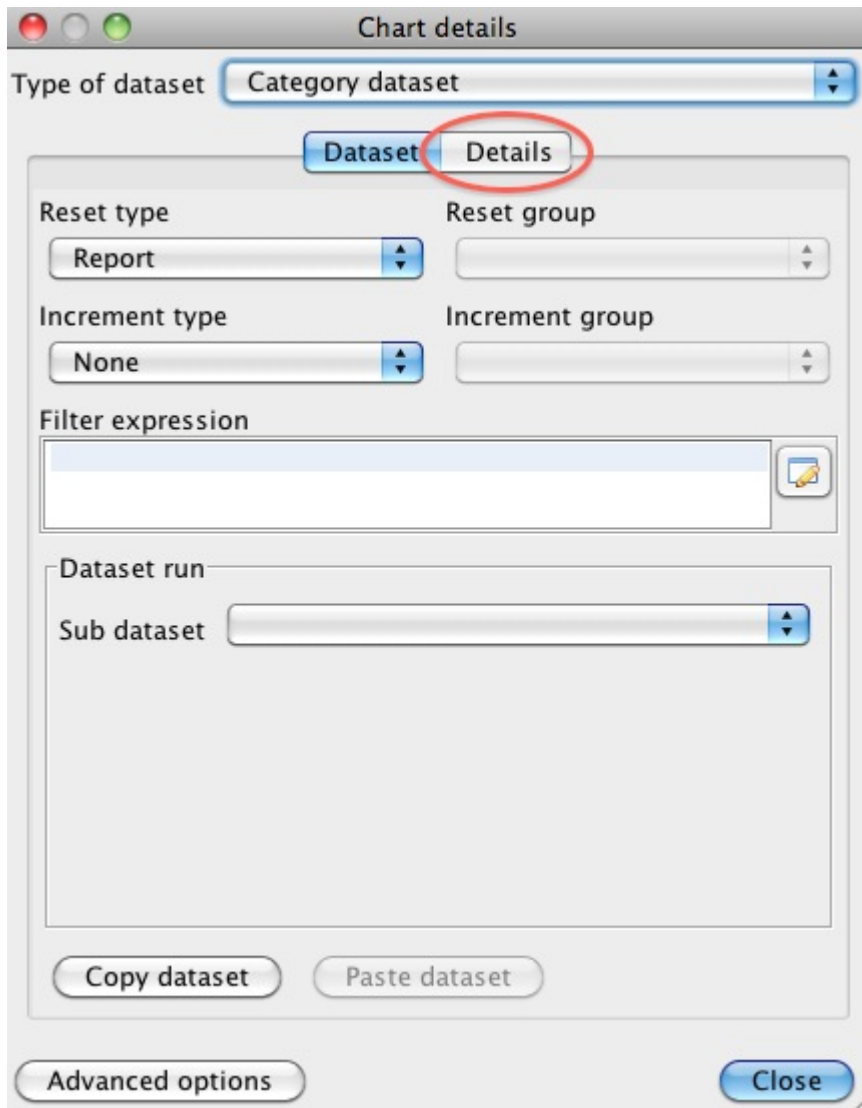 Chart details
Type of dataset Category dataset
Dataset Details
Reset type Reset group
Report
Increment type Increment group
None
Filter expression
Dataset run
Sub dataset
Copy dataset Paste dataset
Advanced options Close